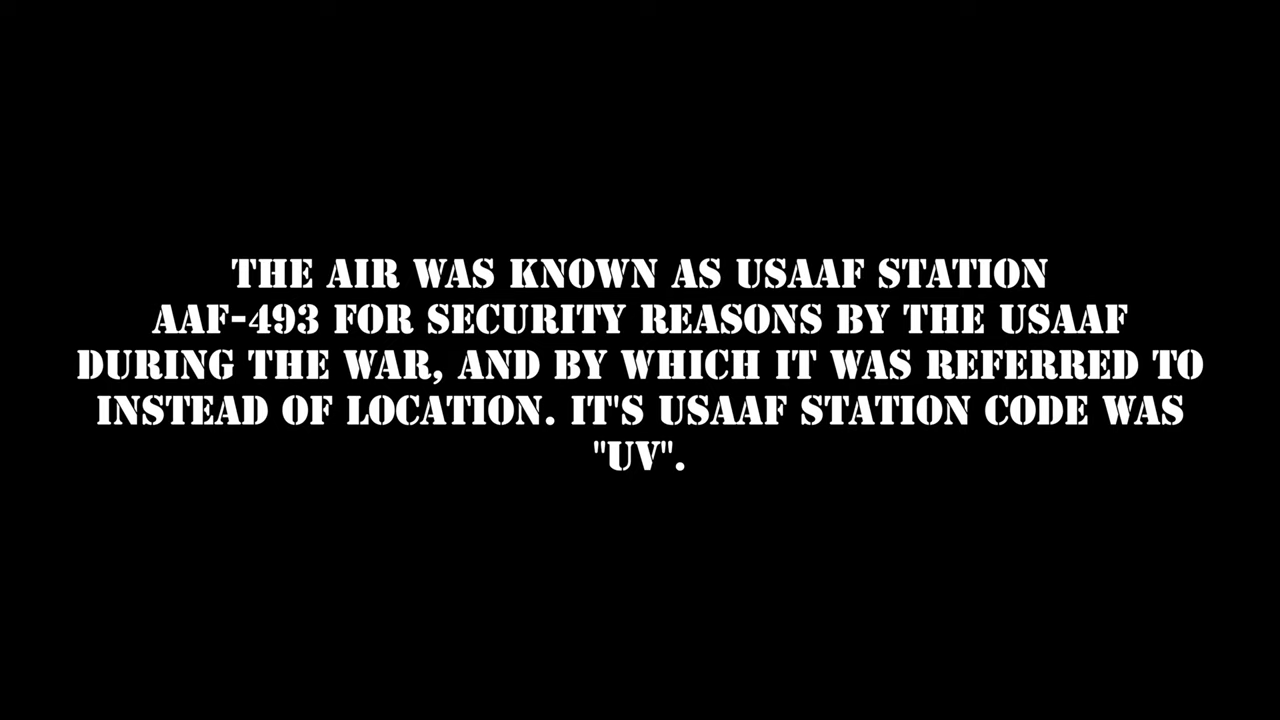 THE AIR WAS KNOWN AS USAAF STATION
AAF-493 FOR SECURITY REASONS BY THE USAAF
DURING THE WAR, AND BY WHICH IT WAS REFERRED TO
INSTEAD OF LOCATION. IT'S USAAF STATION CODE WAS
"UV".